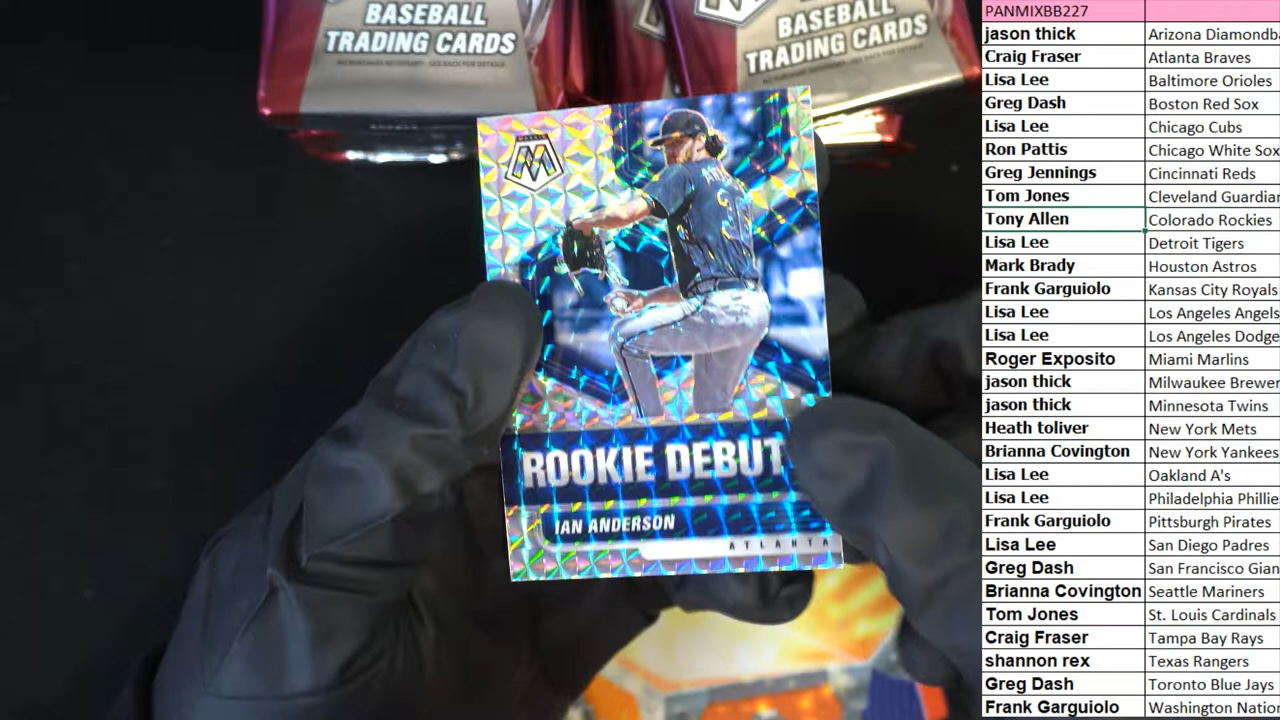 BASEBALL
TRADING CARDS
BASEBALL
TRADING CARDS
MOSAIC
ROOKIE DEBUT
IAN ANDERSON
ATLANTA
PANMIXBB227
jason thick Arizona Diamondba
Craig Fraser Atlanta Braves
Lisa Lee Baltimore Orioles
Greg Dash Boston Red Sox
Lisa Lee Chicago Cubs
Ron Pattis Chicago White Sox
Greg Jennings Cincinnati Reds
Tom Jones Cleveland Guardian
Tony Allen Colorado Rockies
Lisa Lee Detroit Tigers
Mark Brady Houston Astros
Frank Garguiolo Kansas City Royals
Lisa Lee Los Angeles Angels
Lisa Lee Los Angeles Dodge
Roger Exposito Miami Marlins
jason thick Milwaukee Brewer
jason thick Minnesota Twins
Heath toliver New York Mets
Brianna Covington New York Yankees
Lisa Lee Oakland A's
Lisa Lee Philadelphia Phillie
Frank Garguiolo Pittsburgh Pirates
Lisa Lee San Diego Padres
Greg Dash San Francisco Gian
Brianna Covington Seattle Mariners
Tom Jones St. Louis Cardinals
Craig Fraser Tampa Bay Rays
shannon rex Texas Rangers
Greg Dash Toronto Blue Jays
Frank Garguiolo Washington Natio